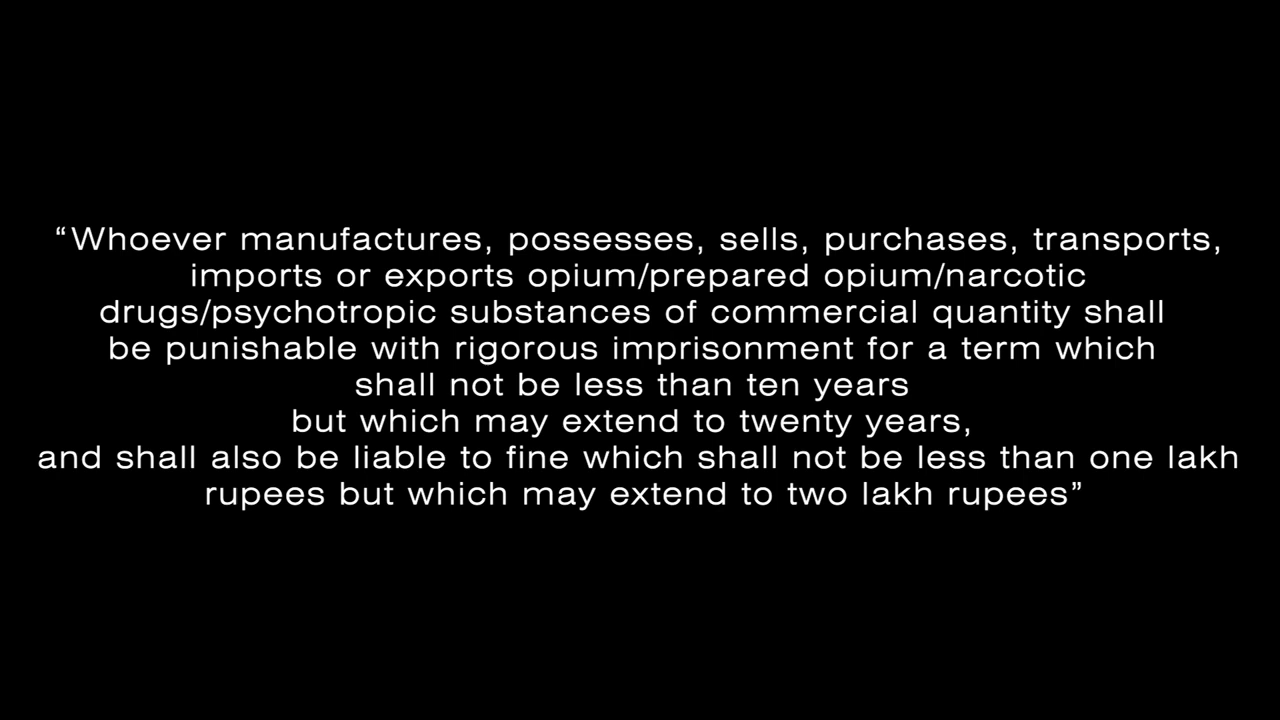 “Whoever manufactures, possesses, sells, purchases, transports,
imports or exports opium/prepared opium/narcotic
drugs/psychotropic substances of commercial quantity shall
be punishable with rigorous imprisonment for a term which
shall not be less than ten years
but which may extend to twenty years,
and shall also be liable to fine which shall not be less than one lakh
rupees but which may extend to two lakh rupees”